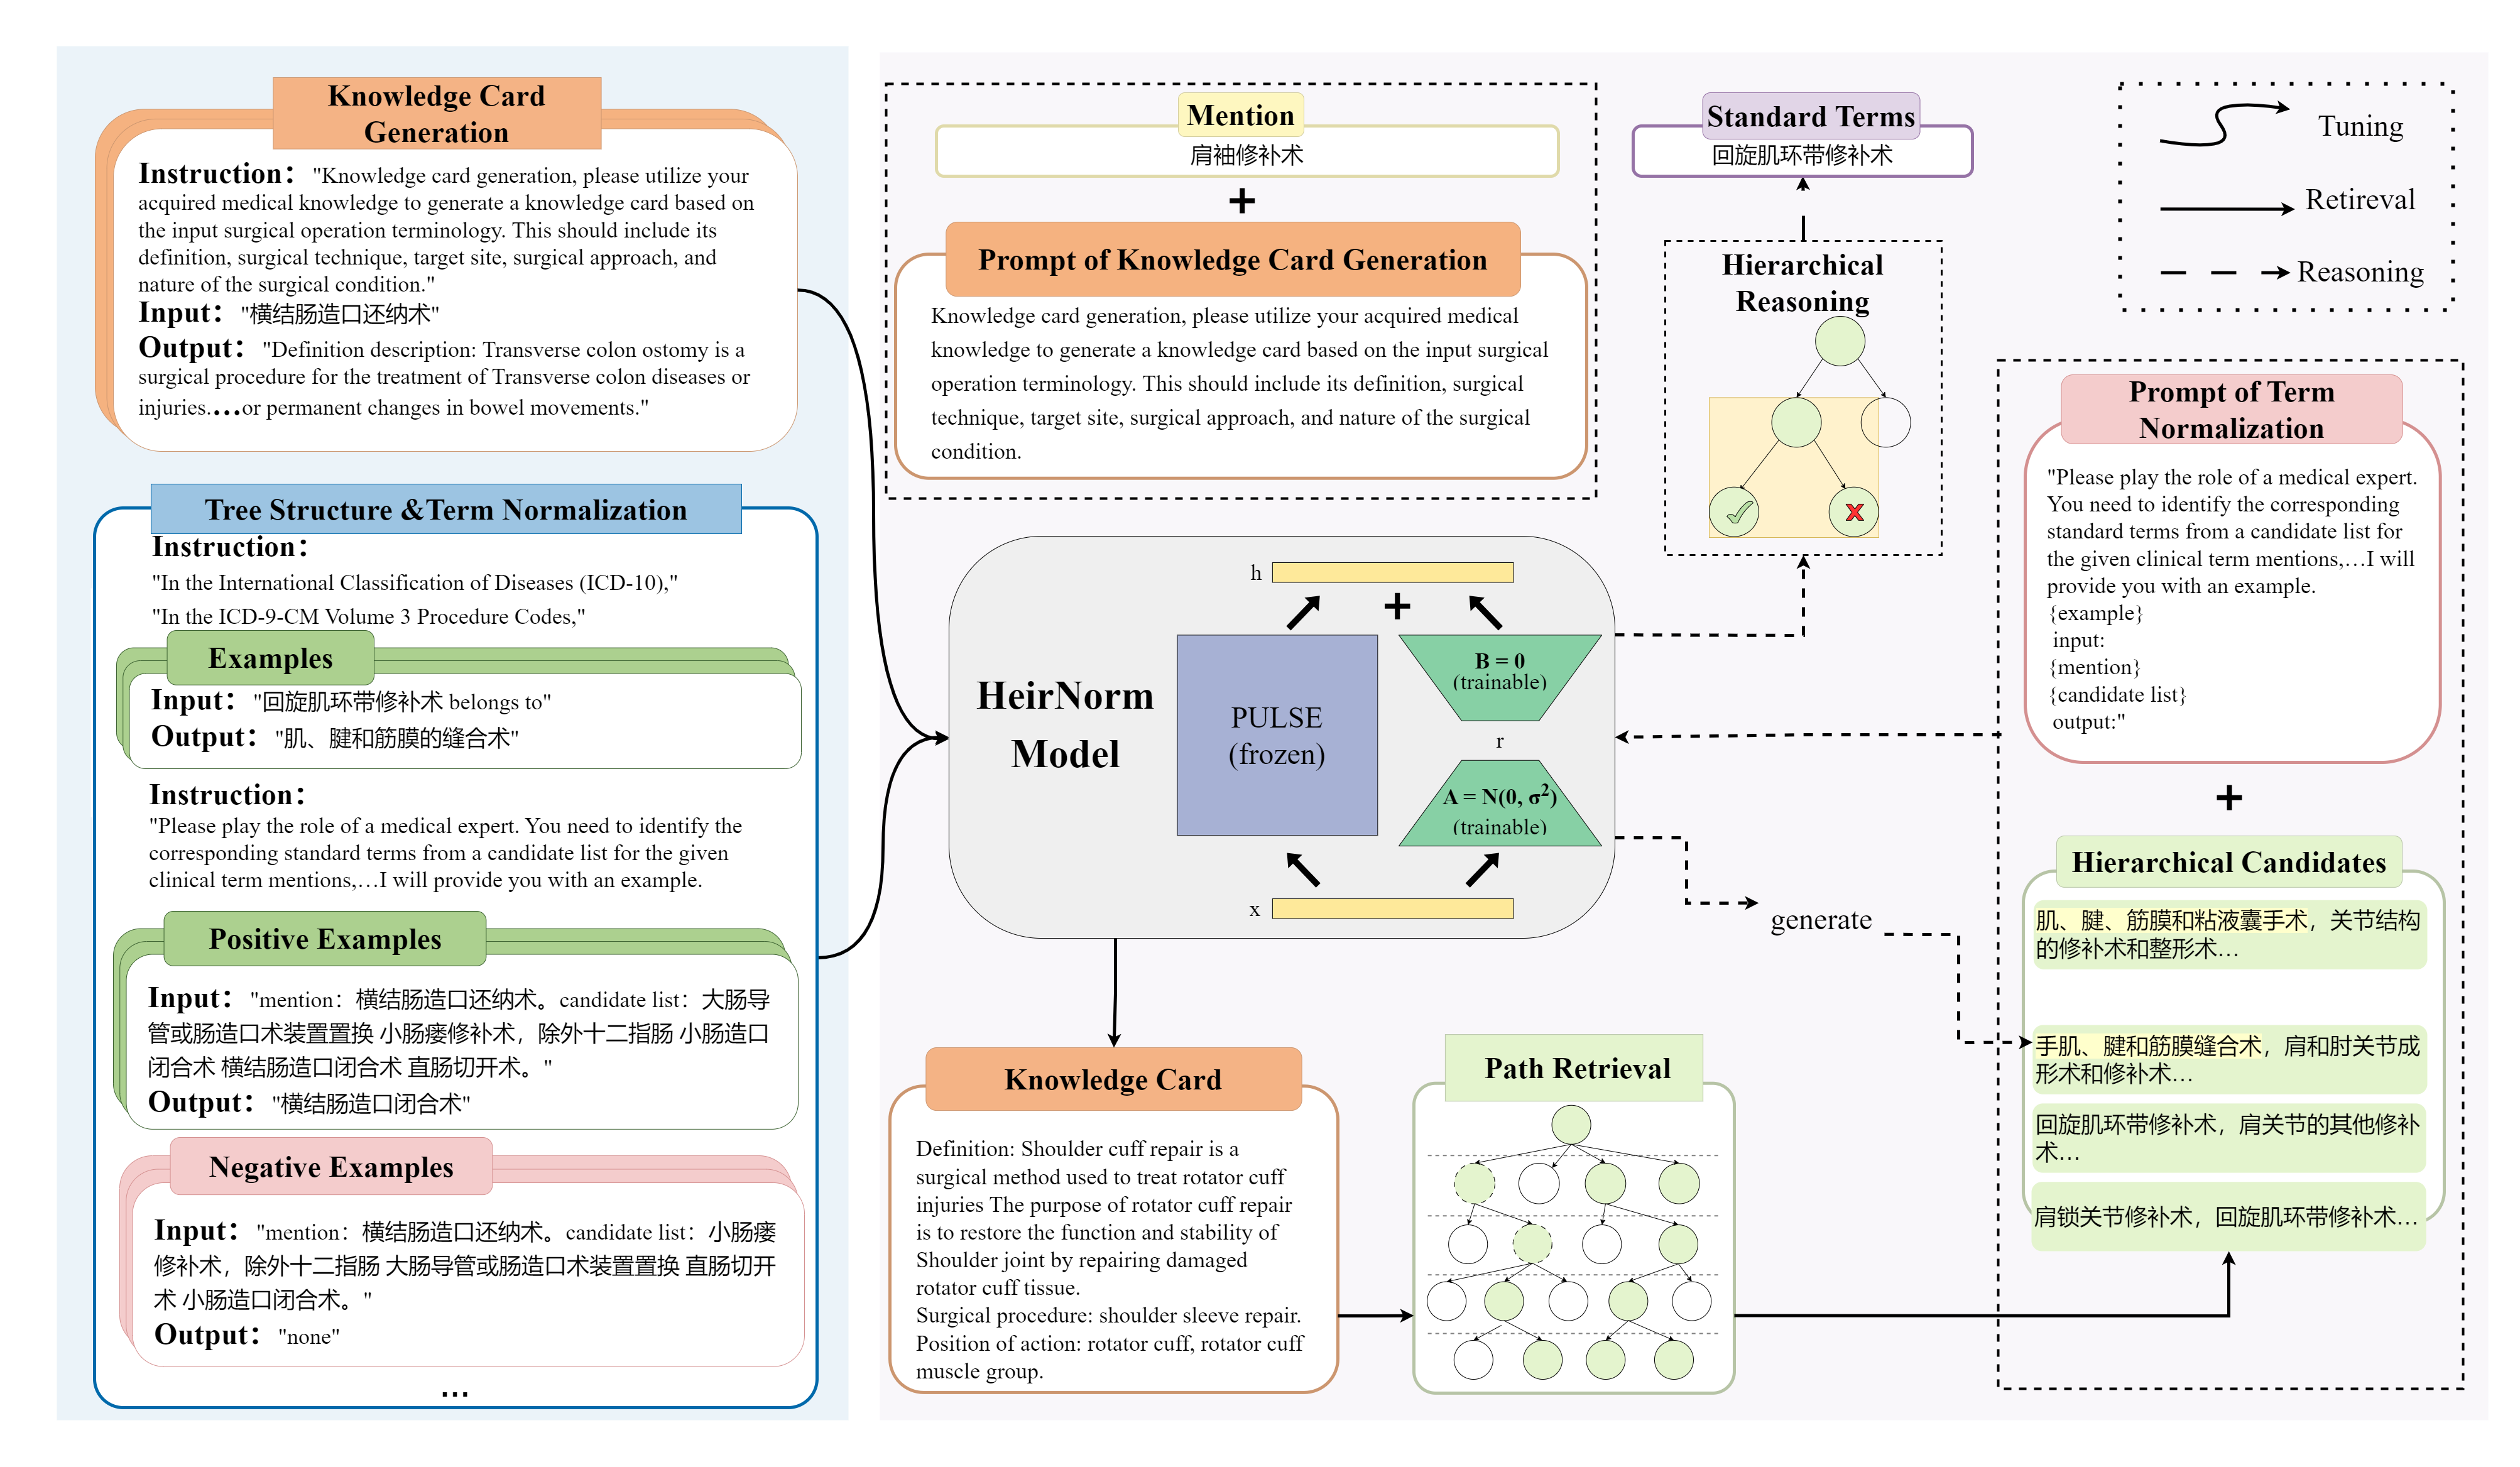 Knowledge Card
Generation
Instruction： "Knowledge card generation, please utilize your
acquired medical knowledge to generate a knowledge card based on
the input surgical operation terminology. This should include its
definition, surgical technique, target site, surgical approach, and
nature of the surgical condition."
Input： "横结肠造口还纳术"
Output： "Definition description: Transverse colon ostomy is a
surgical procedure for the treatment of Transverse colon diseases or
injuries.…or permanent changes in bowel movements."
Tree Structure &Term Normalization
Instruction：
"In the International Classification of Diseases (ICD-10),"
"In the ICD-9-CM Volume 3 Procedure Codes,"
Examples
Input： "回旋肌环带修补术 belongs to"
Output： "肌、腱和筋膜的缝合术"
Instruction：
"Please play the role of a medical expert. You need to identify the
corresponding standard terms from a candidate list for the given
clinical term mentions,…I will provide you with an example.
Positive Examples
Input： "mention：横结肠造口还纳术。candidate list：大肠导
管或肠造口术装置置换 小肠瘘修补术，除外十二指肠 小肠造口
闭合术 横结肠造口闭合术 直肠切开术。"
Output： "横结肠造口闭合术"
Negative Examples
Input： "mention：横结肠造口还纳术。candidate list：小肠瘘
修补术，除外十二指肠 大肠导管或肠造口术装置置换 直肠切开
术 小肠造口闭合术。"
Output： "none"
…
Mention
肩袖修补术
+
Prompt of Knowledge Card Generation
Knowledge card generation, please utilize your acquired medical
knowledge to generate a knowledge card based on the input surgical
operation terminology. This should include its definition, surgical
technique, target site, surgical approach, and nature of the surgical
condition.
Standard Terms
回旋肌环带修补术
Hierarchical
Reasoning
Tuning
Retireval
Reasoning
HeirNorm
Model
h
+
PULSE
(frozen)
B = 0
(trainable)
r
A = N(0, σ²)
(trainable)
x
generate
Knowledge Card
Definition: Shoulder cuff repair is a
surgical method used to treat rotator cuff
injuries The purpose of rotator cuff repair
is to restore the function and stability of
Shoulder joint by repairing damaged
rotator cuff tissue.
Surgical procedure: shoulder sleeve repair.
Position of action: rotator cuff, rotator cuff
muscle group.
Path Retrieval
Prompt of Term
Normalization
"Please play the role of a medical expert.
You need to identify the corresponding
standard terms from a candidate list for
the given clinical term mentions,…I will
provide you with an example.
{example}
input:
{mention}
{candidate list}
output:"
+
Hierarchical Candidates
肌、腱、筋膜和粘液囊手术，关节结构
的修补术和整形术…
手肌、腱和筋膜缝合术，肩和肘关节成
形术和修补术…
回旋肌环带修补术，肩关节的其他修补
术…
肩锁关节修补术，回旋肌环带修补术…